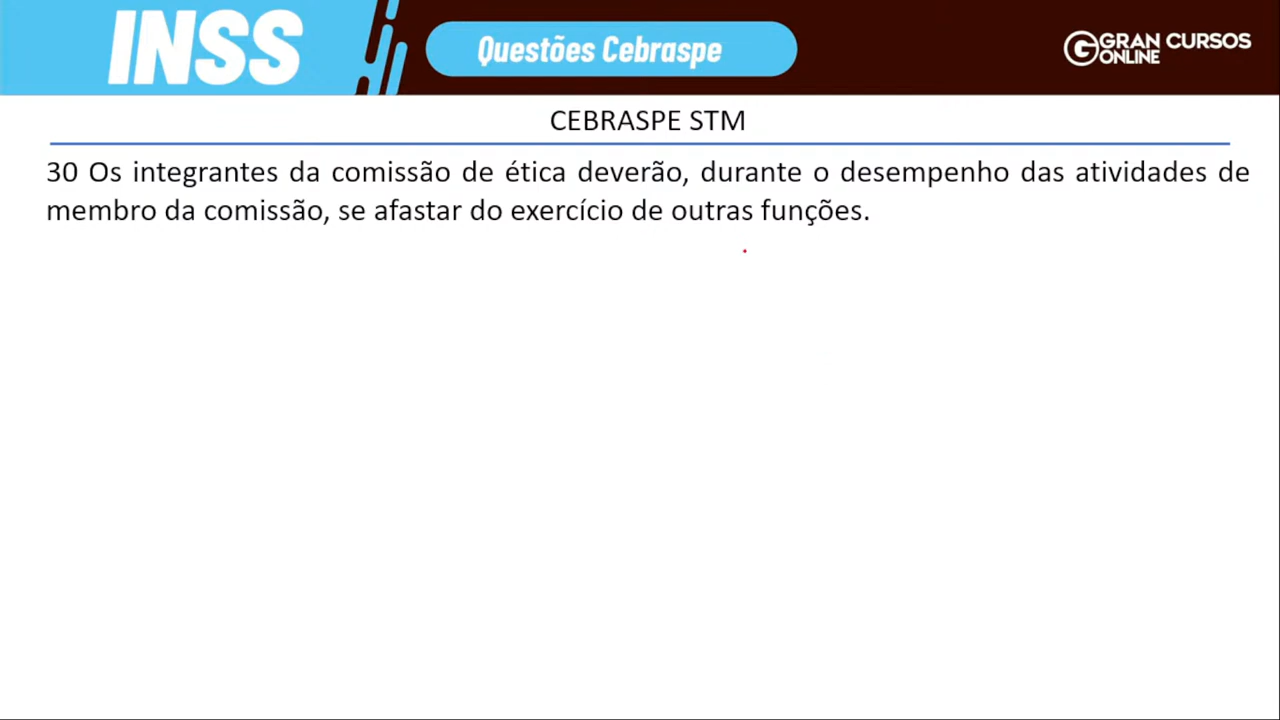 INSS
Questões Cebraspe
GRAN CURSOS
ONLINE
CEBRASPE STM
30 Os integrantes da comissão de ética deverão, durante o desempenho das atividades de
membro da comissão, se afastar do exercício de outras funções.